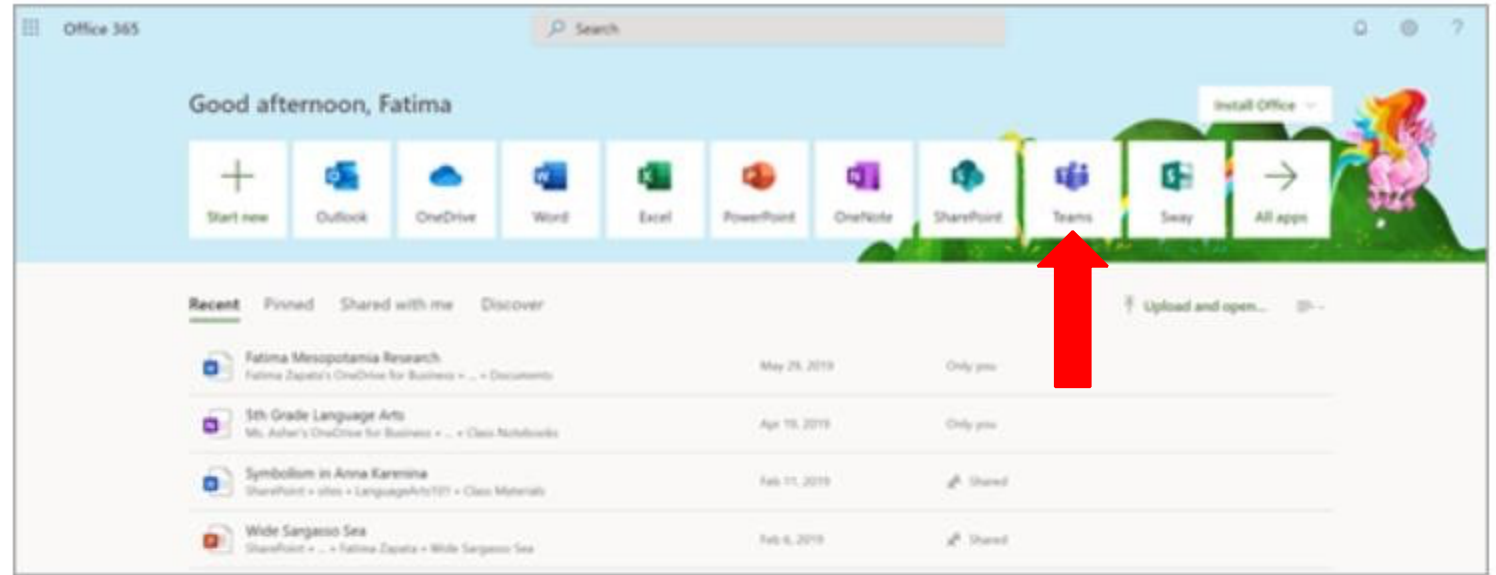 Office 365
Search
Good afternoon, Fatima
Install Office
Start new
Outlook
OneDrive
Word
Excel
PowerPoint
OneNote
SharePoint
Teams
Sway
All apps
Recent Pinned Shared with me Discover
Upload and open...
Fatima Mesopotamia Research
May 29, 2019
Only you
Fatima Zapata's OneDrive for Business » ... » Documents
5th Grade Language Arts
Apr 19, 2019
Only you
Ms. Asher's OneDrive for Business » ... » Class Notebooks
Symbolism in Anna Karenina
Feb 11, 2019
Shared
SharePoint » sites » LanguageArts101 » Class Materials
Wide Sargasso Sea
Feb 6, 2019
Shared
SharePoint » ... » Fatima Zapata » Wide Sargasso Sea